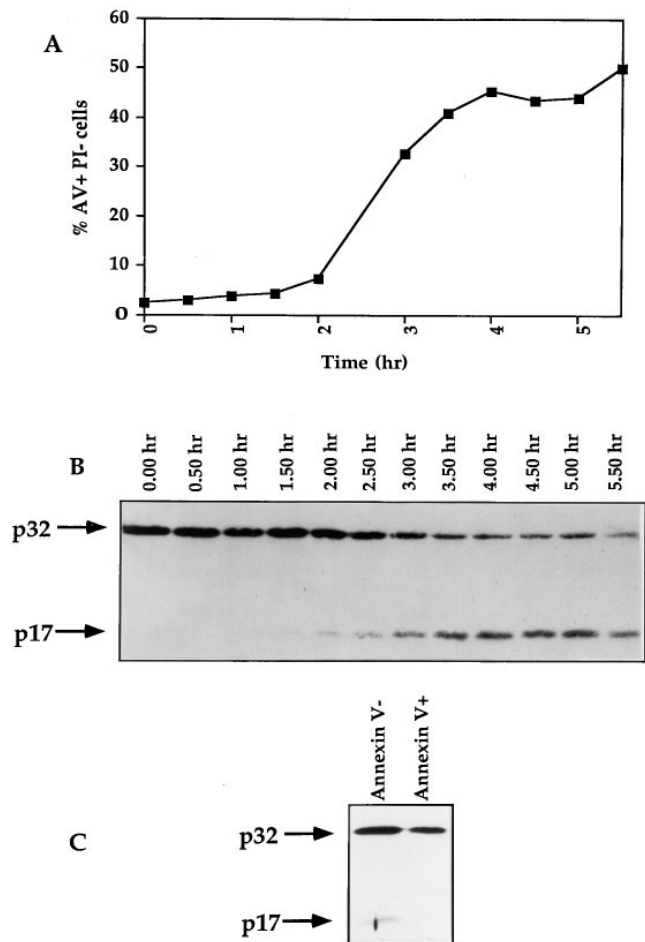 A
60
50
40
30
20
10
0
% AV+ PI- cells
0
1
2
3
4
5
Time (hr)
B
0.00 hr
0.50 hr
1.00 hr
1.50 hr
2.00 hr
2.50 hr
3.00 hr
3.50 hr
4.00 hr
4.50 hr
5.00 hr
5.50 hr
p32
p17
Annexin V-
Annexin V+
C
p32
p17